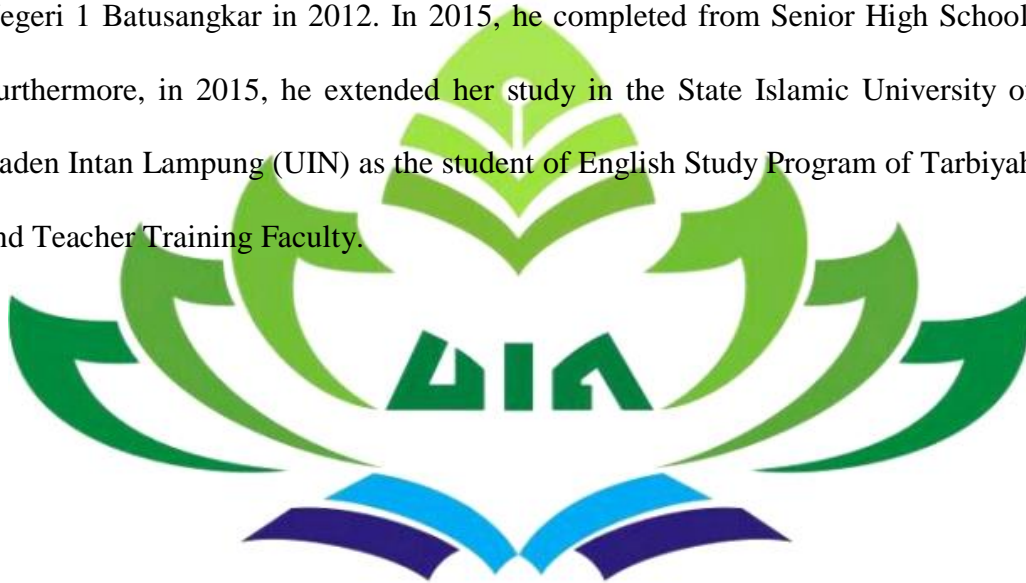 egeri 1 Batusangkar in 2012. In 2015, he completed from Senior High School
urthermore, in 2015, he extended her study in the State Islamic University of
aden Intan Lampung (UIN) as the student of English Study Program of Tarbiyah
nd Teacher Training Faculty.
UIN